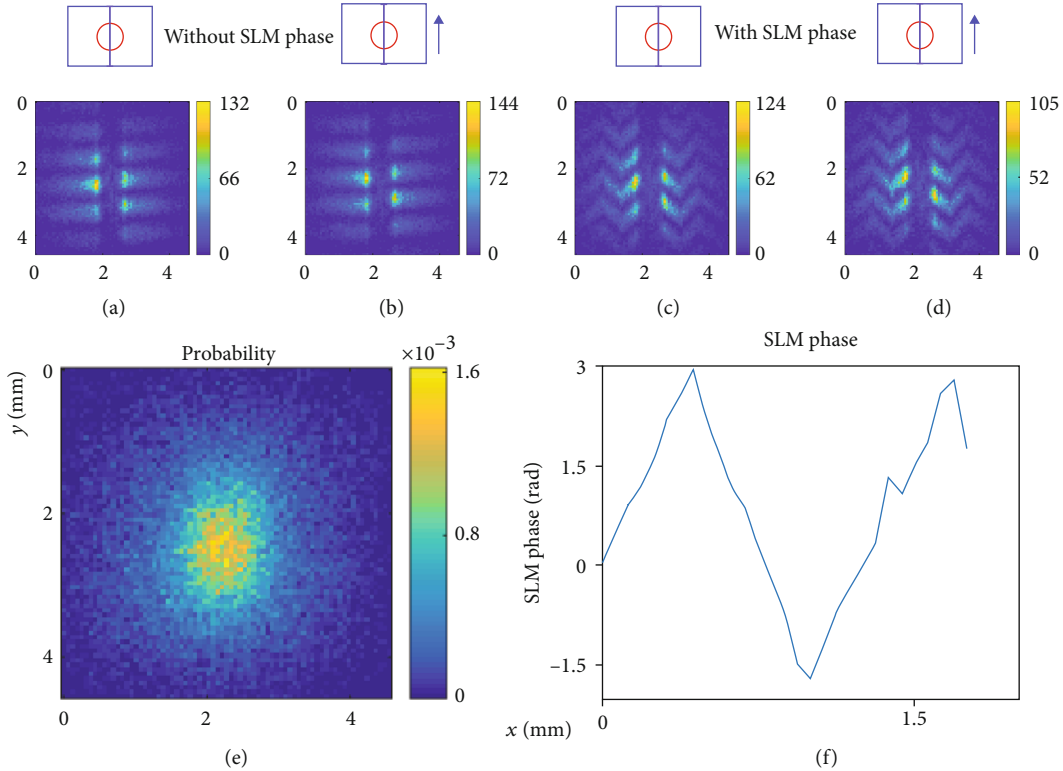 Without SLM phase
With SLM phase
0
2
4
0 2 4
132
66
0
(a)
0
2
4
0 2 4
144
72
0
(b)
0
2
4
0 2 4
124
62
0
(c)
0
2
4
0 2 4
105
52
0
(d)
Probability
×10−3
y (mm)
0
2
4
0 2 4
1.6
0.8
0
x (mm)
(e)
SLM phase
SLM phase (rad)
3
1.5
0
−1.5
0 1.5
(f)